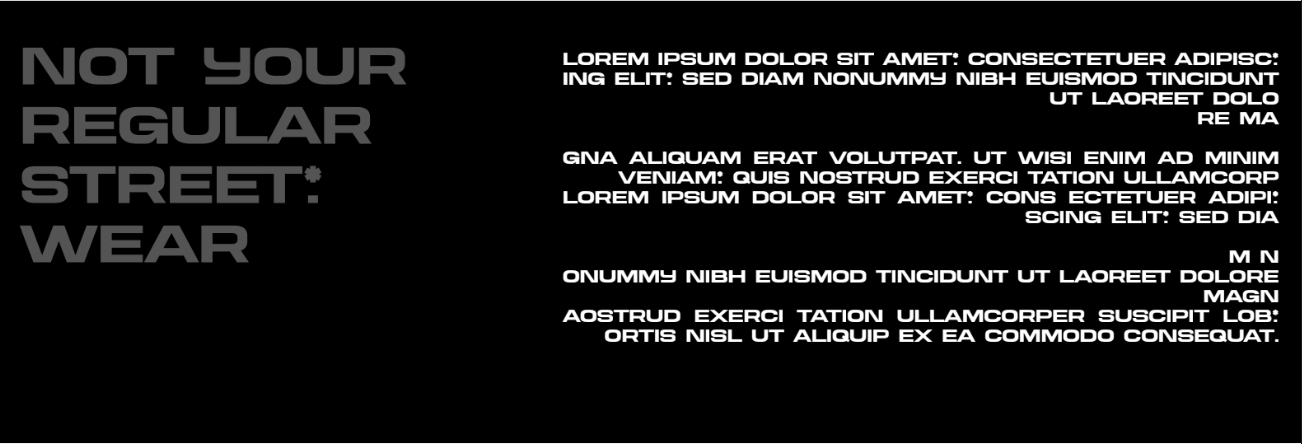 NOT YOUR
REGULAR
STREET*.
WEAR
LOREM IPSUM DOLOR SIT AMET*. CONSECTETUER ADIPISC*.
ING ELIT*. SED DIAM NONUMMY NIBH EUISMOD TINCIDUNT
UT LAOREET DOLO
RE MA
GNA ALIQUAM ERAT VOLUTPAT. UT WISI ENIM AD MINIM
VENIAM*. QUIS NOSTRUD EXERCI TATION ULLAMCORP
LOREM IPSUM DOLOR SIT AMET*. CONS ECTETUER ADIPI*.
SCING ELIT*. SED DIA
M N
ONUMMY NIBH EUISMOD TINCIDUNT UT LAOREET DOLORE
MAGN
AOSTRUD EXERCI TATION ULLAMCORPER SUSCIPIT LOB*.
ORTIS NISL UT ALIQUIP EX EA COMMODO CONSEQUAT.